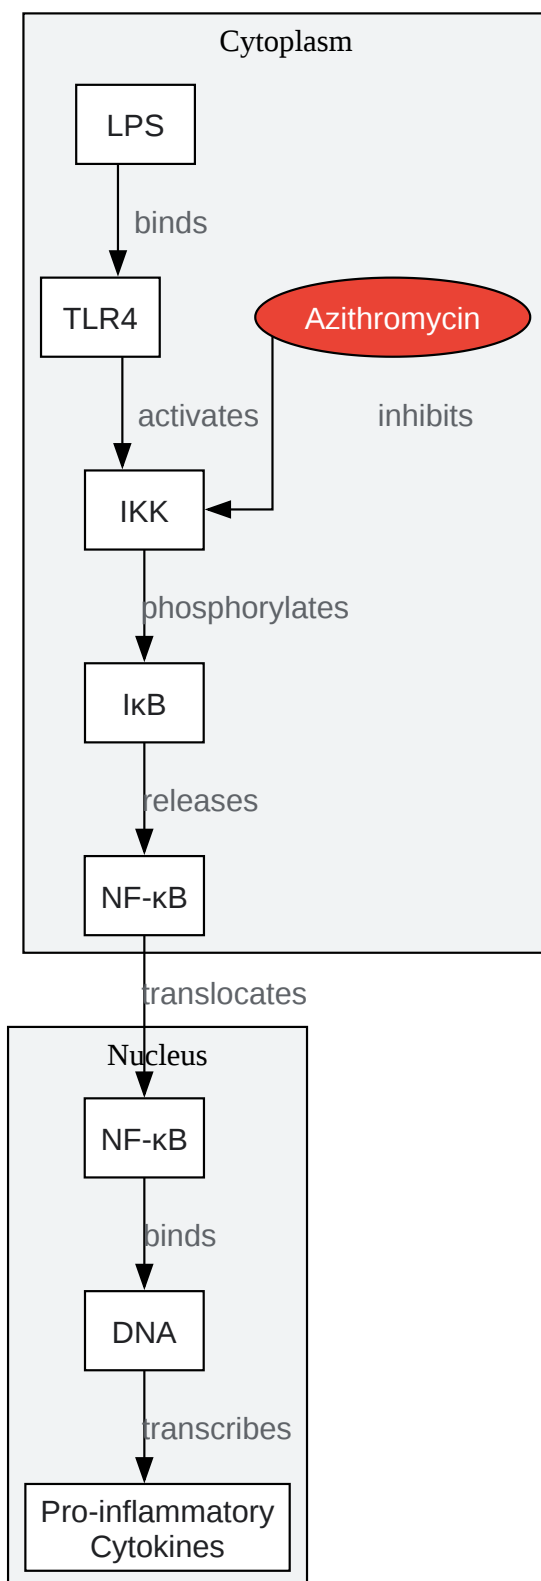 Cytoplasm
LPS
binds
TLR4
Azithromycin
activates
inhibits
IKK
phosphorylates
IκB
releases
NF-κB
translocates
Nucleus
NF-κB
binds
DNA
transcribes
Pro-inflammatory
Cytokines